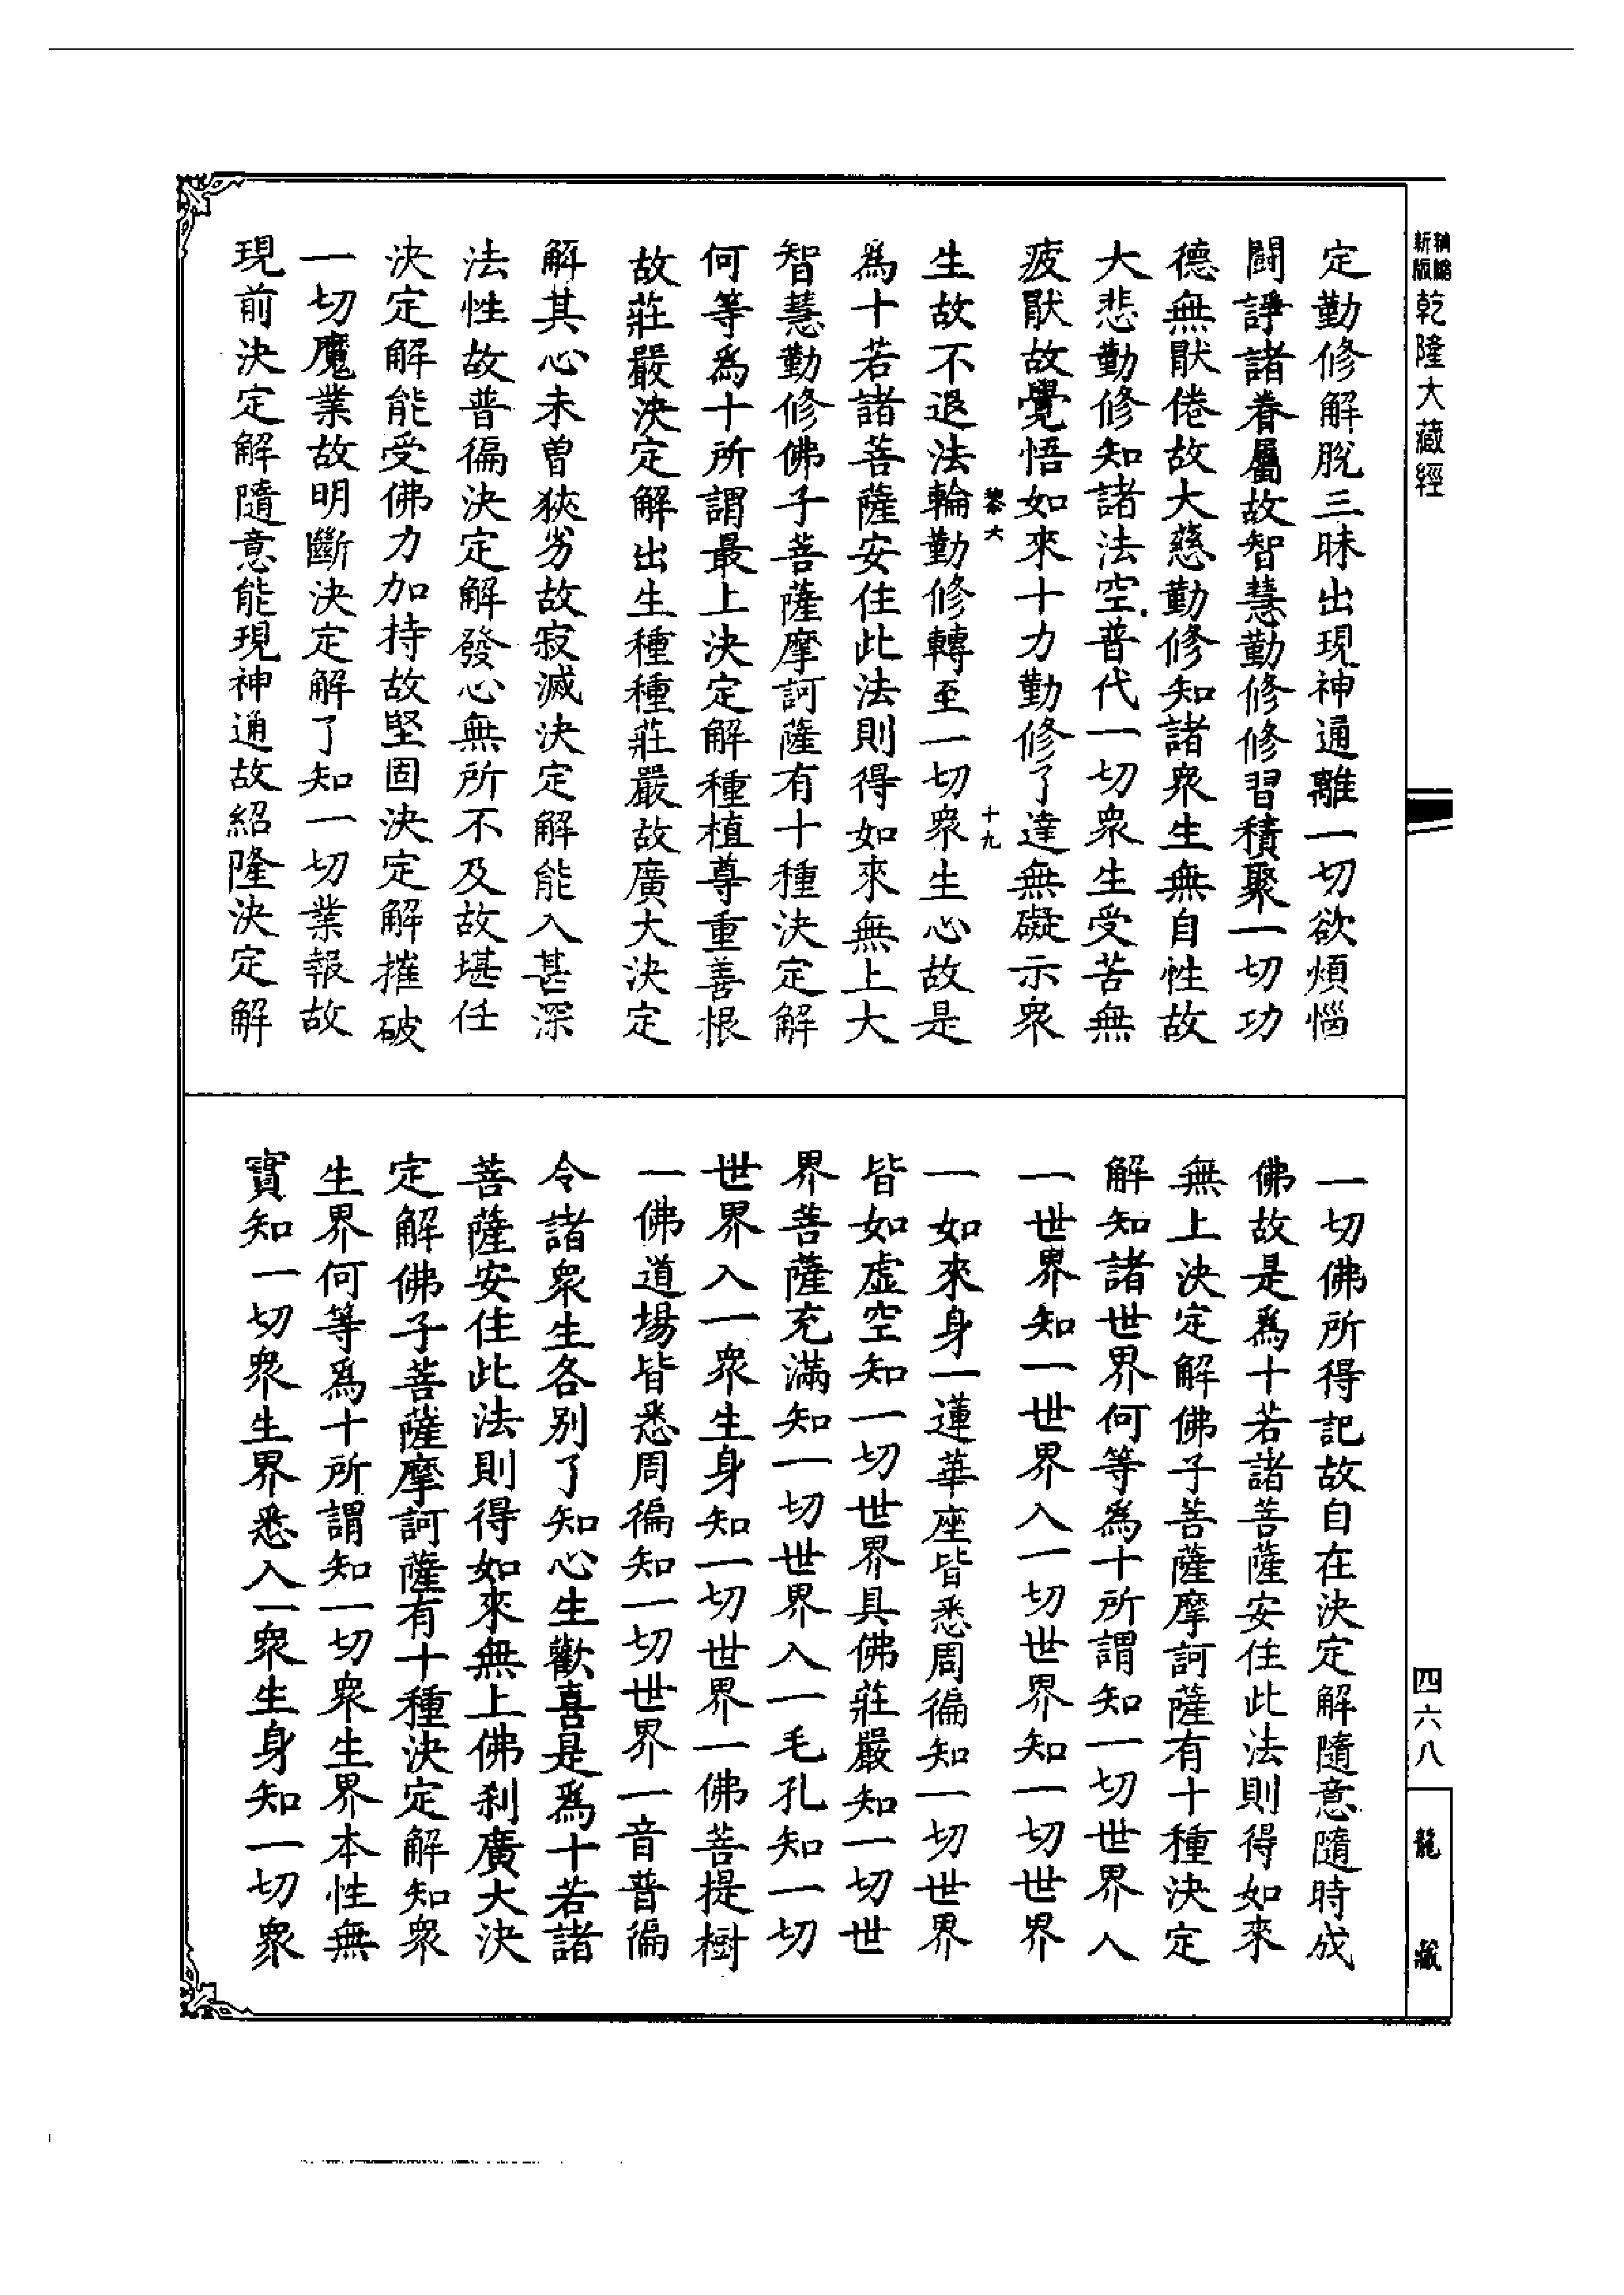 新版精縮乾隆大藏經
定勤修解脫三昧出現神通離一切欲煩惱
鬪諍諸眷屬故智慧勤修修習積聚一切功
德無猒倦故大慈勤修知諸衆生無自性故
大悲勤修知諸法空普代一切衆生受苦無
疲猒故覺悟如來十力勤修了達無礙示衆
十九
生故不退法輪勤修轉至一切衆生心故是
為十若諸菩薩安住此法則得如來無上大
智慧勤修佛子菩薩摩訶薩有十種決定解
何等為十所謂最上決定解種植尊重善根
故莊嚴決定解出生種種莊嚴故廣大決定
解其心未曾狹劣故寂滅決定解能入甚深
法性故普徧決定解發心無所不及故堪任
決定解能受佛力加持故堅固決定解摧破
一切魔業故明斷決定解了知一切業報故
現前決定解隨意能現神通故紹隆決定解
一切佛所得記故自在決定解隨意隨時成
佛故是為十若諸菩薩安住此法則得如來
無上決定解佛子菩薩摩訶薩有十種決定
解知諸世界何等為十所謂知一切世界入
一世界知一世界入一切世界知一切世界
一如來身一蓮華座皆悉周徧知一切世界
皆如虛空知一切世界具佛莊嚴知一切世
界菩薩充滿知一切世界入一毛孔知一切
世界入一衆生身知一切世界一佛菩提樹
一佛道場皆悉周徧知一切世界一音普徧
令諸衆生各別了知心生歡喜是為十若諸
菩薩安住此法則得如來無上佛刹廣大決
定解佛子菩薩摩訶薩有十種決定解知衆
生界何等為十所謂知一切衆生界本性無
實知一切衆生界悉入一衆生身知一切衆
四六八
龍藏